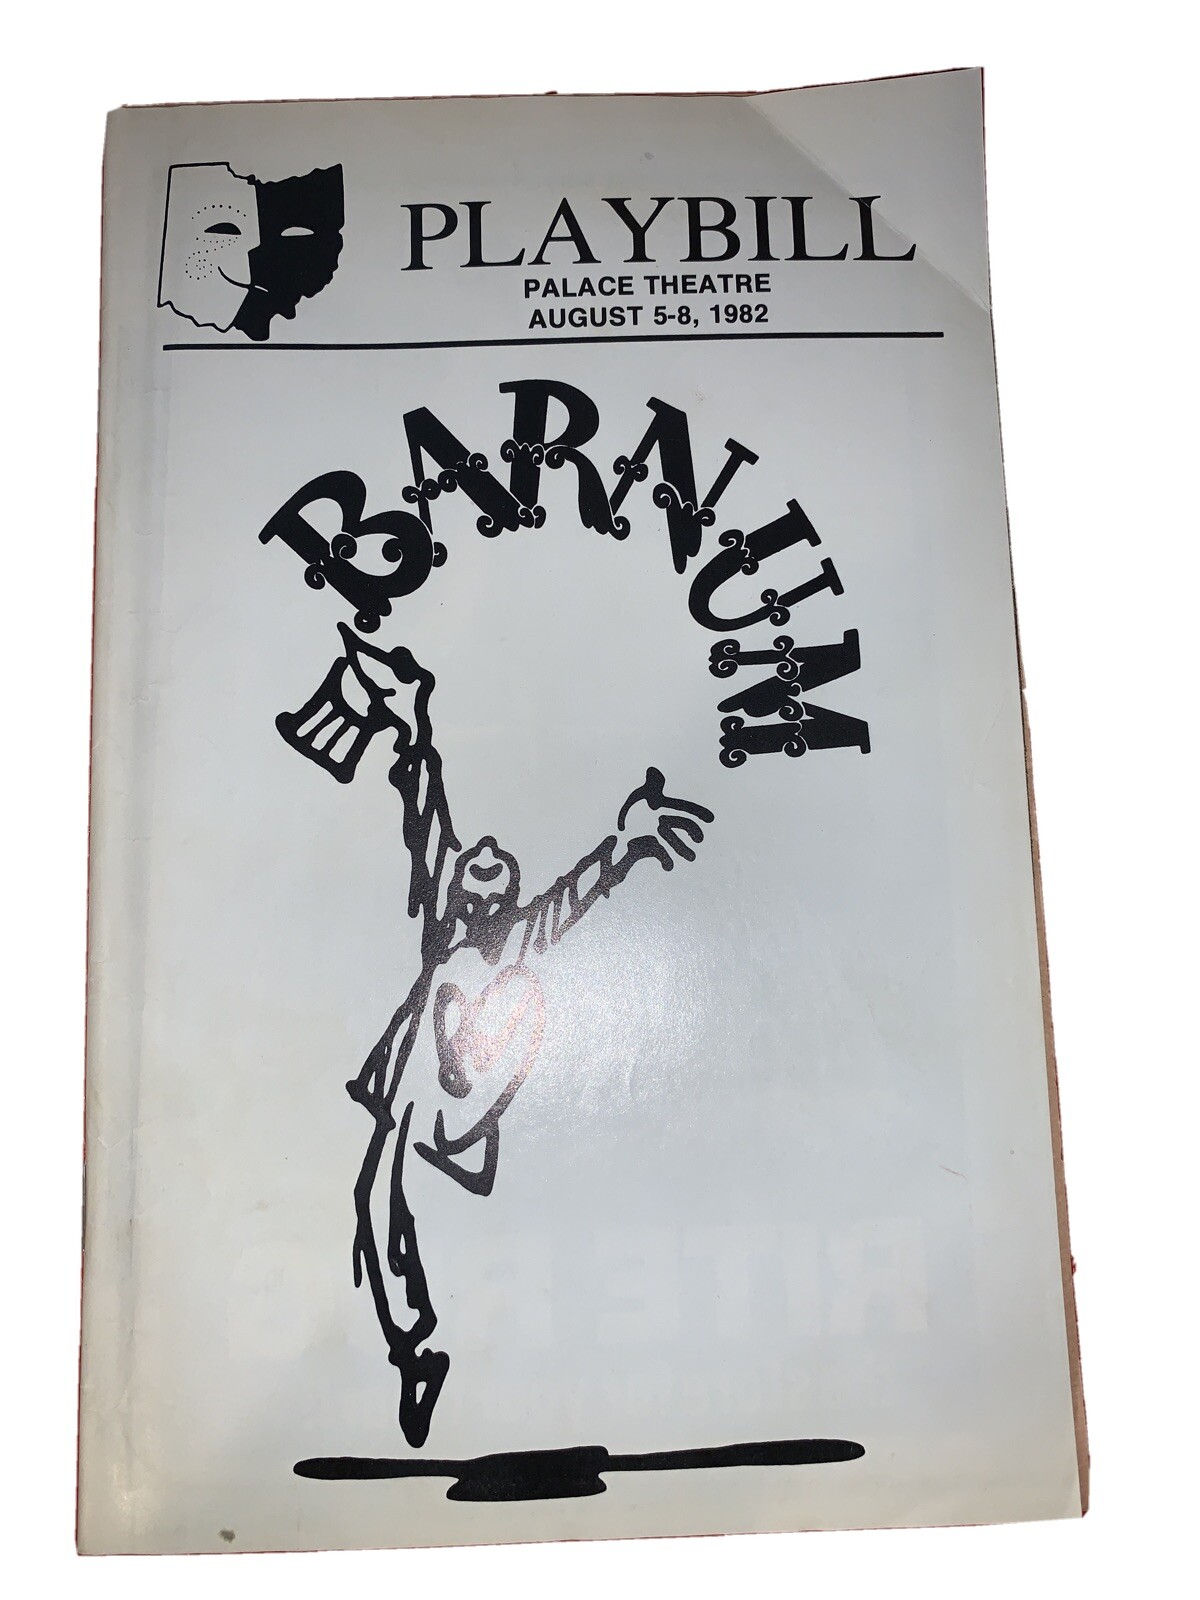 PLAYBILL
PALACE THEATRE
AUGUST 5-8, 1982
BARNUM